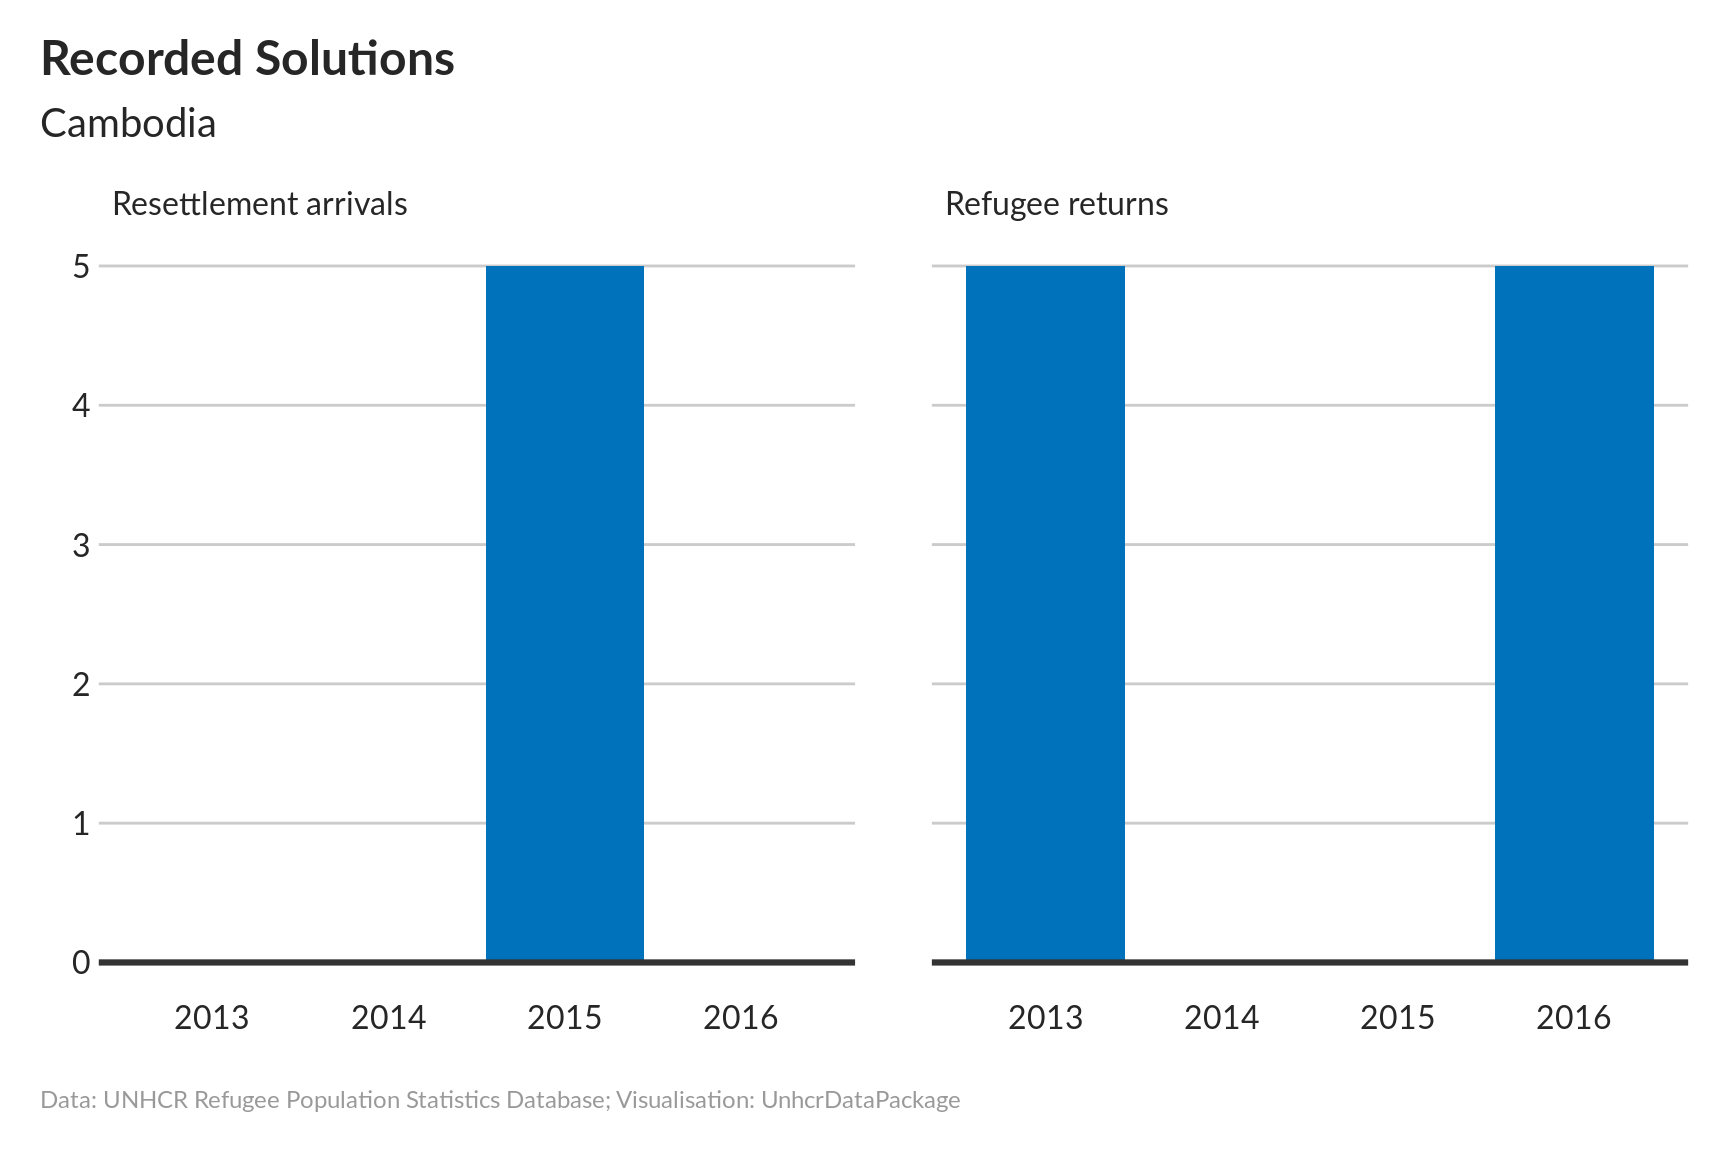 Recorded Solutions
Cambodia
Resettlement arrivals
Refugee returns
5
4
3
2
1
0
2013 2014 2015 2016
2013 2014 2015 2016
Data: UNHCR Refugee Population Statistics Database; Visualisation: UnhcrDataPackage